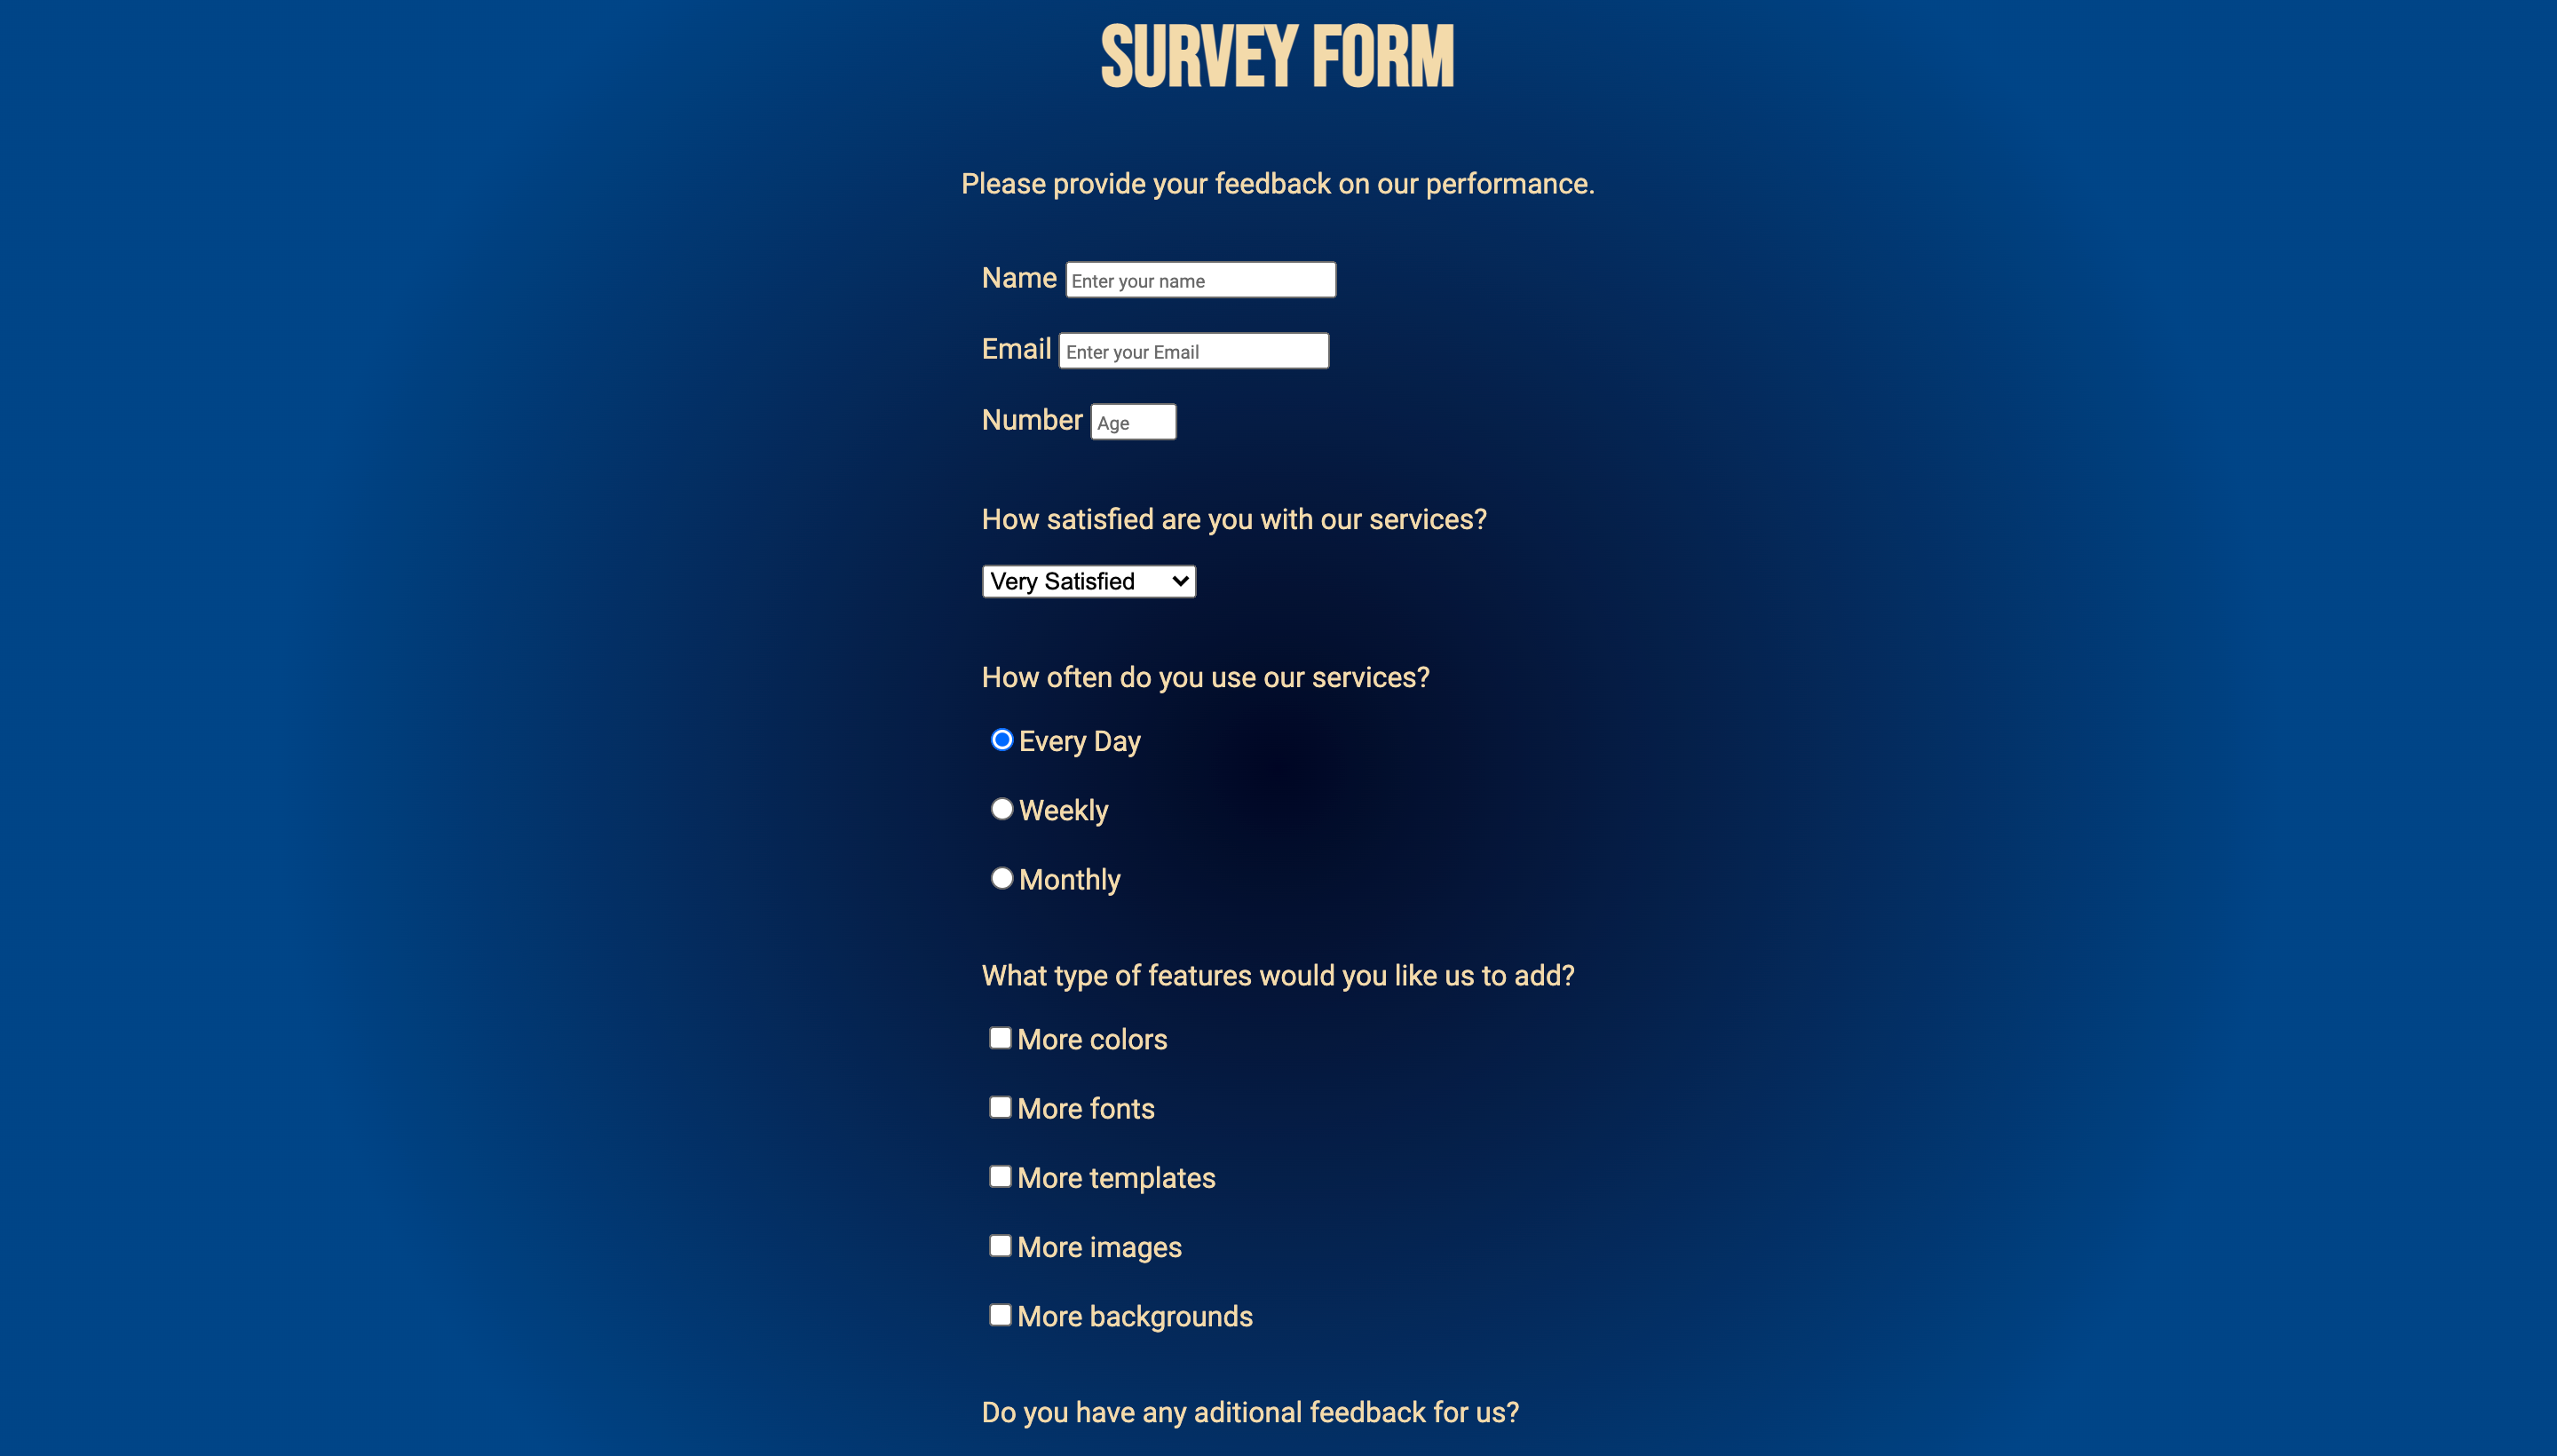 SURVEY FORM
Please provide your feedback on our performance.
Name Enter your name
Email Enter your Email
Number Age
How satisfied are you with our services?
Very Satisfied
How often do you use our services?
Every Day
Weekly
Monthly
What type of features would you like us to add?
More colors
More fonts
More templates
More images
More backgrounds
Do you have any aditional feedback for us?